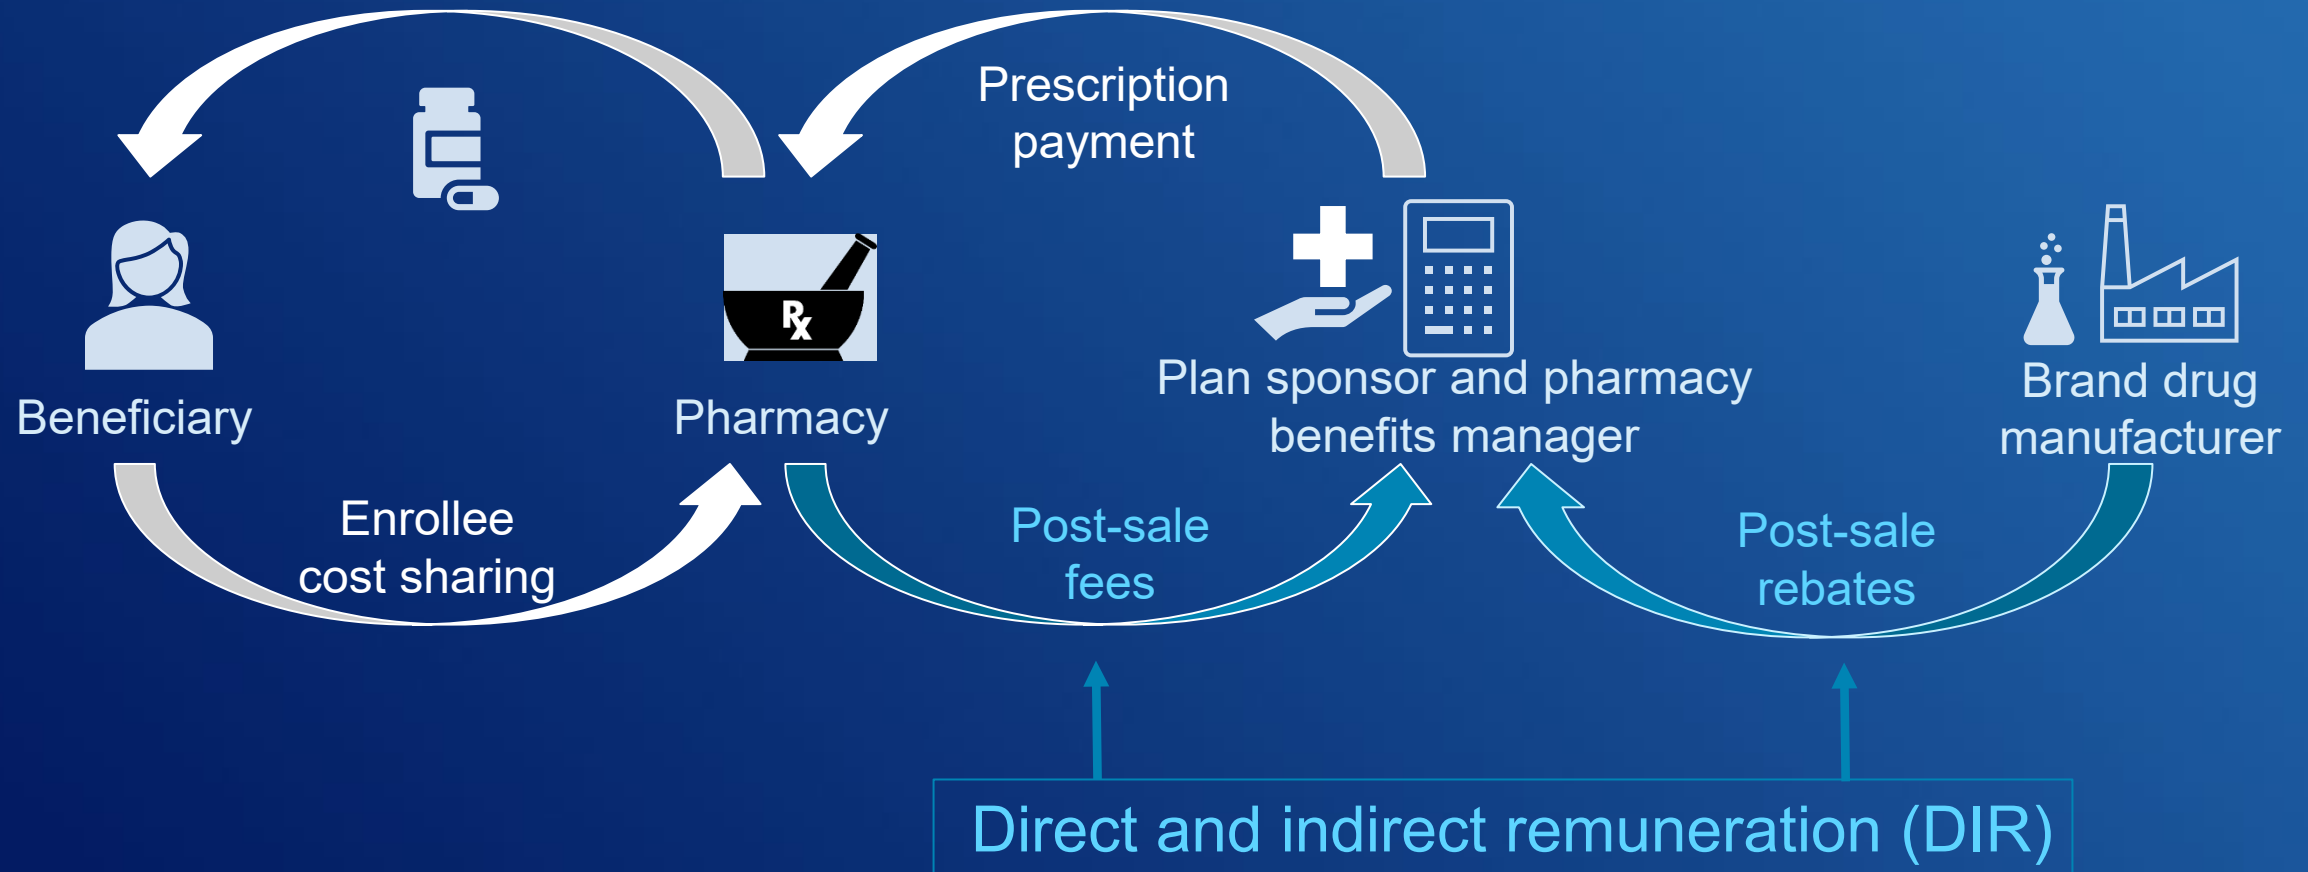 Prescription
payment
Rx
Beneficiary
Pharmacy
Plan sponsor and pharmacy
benefits manager
Brand drug
manufacturer
Enrollee
cost sharing
Post-sale
fees
Post-sale
rebates
Direct and indirect remuneration (DIR)